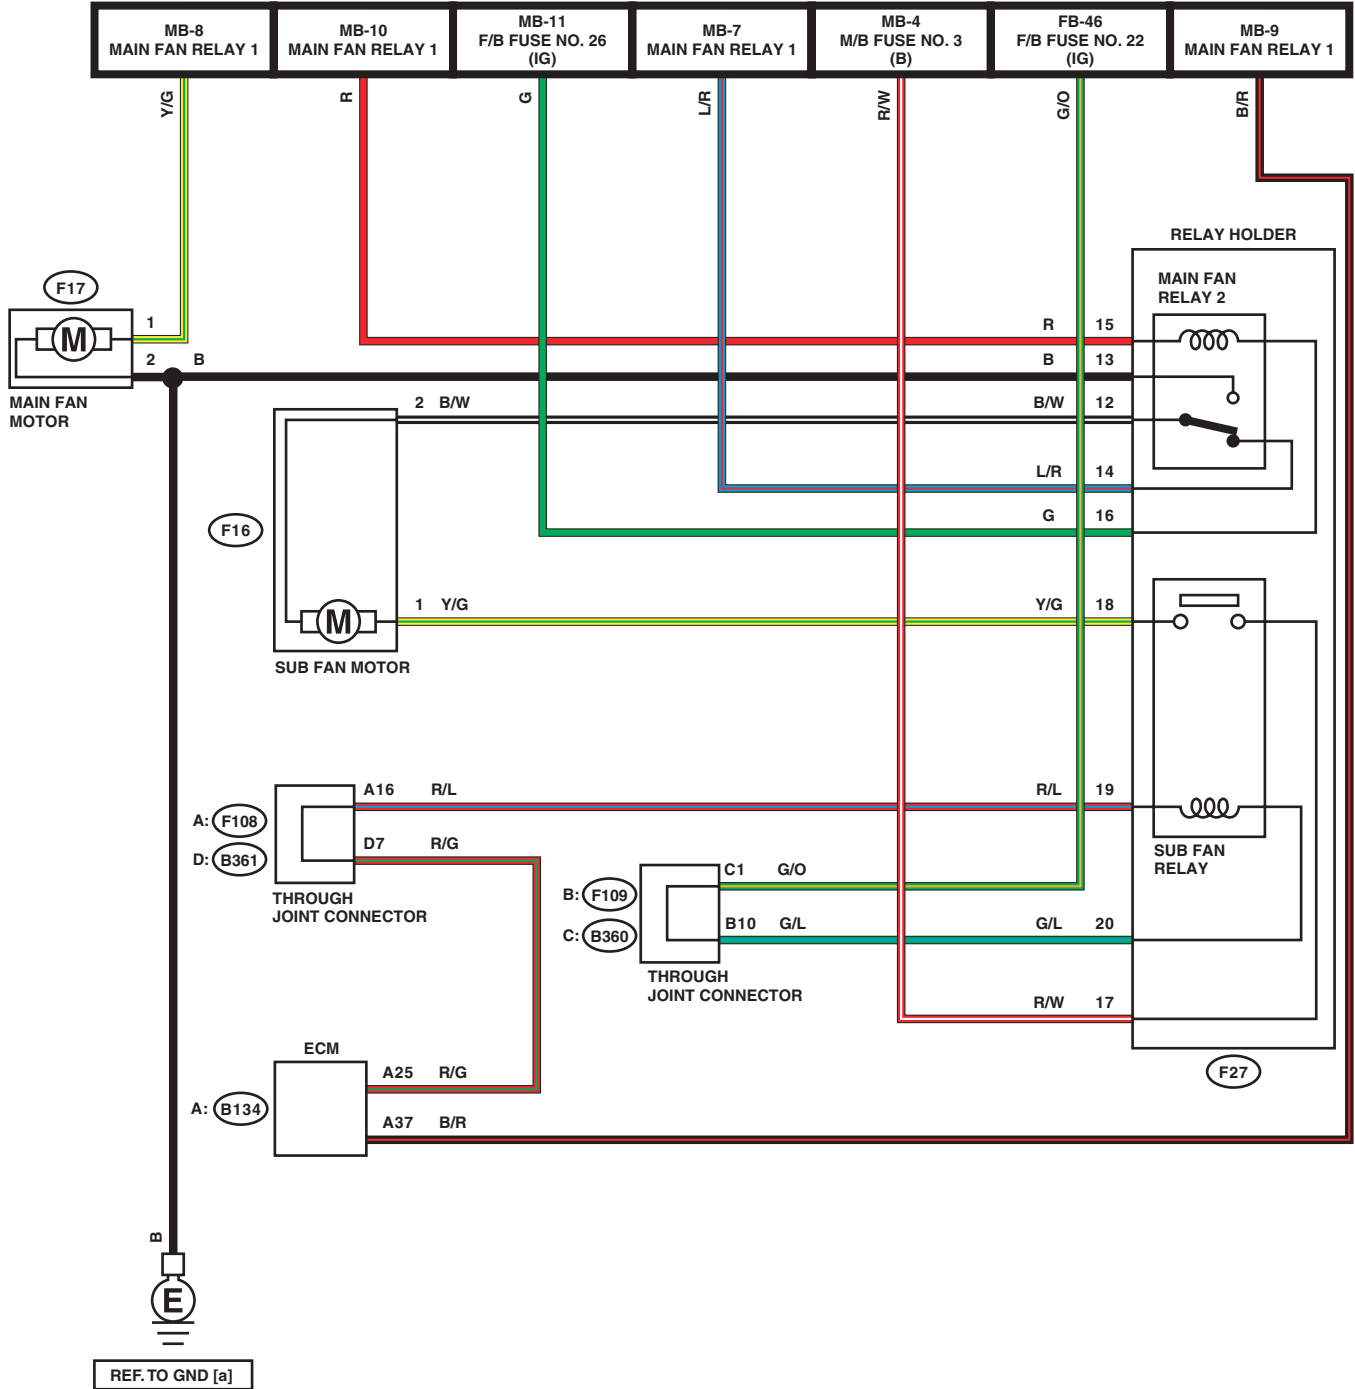 MB-8
MAIN FAN RELAY 1
MB-10
MAIN FAN RELAY 1
MB-11
F/B FUSE NO. 26
(IG)
MB-7
MAIN FAN RELAY 1
MB-4
M/B FUSE NO. 3
(B)
FB-46
F/B FUSE NO. 22
(IG)
MB-9
MAIN FAN RELAY 1
Y/G
R
G
L/R
R/W
G/O
B/R
RELAY HOLDER
MAIN FAN
RELAY 2
F17
M
1
2 B
MAIN FAN
MOTOR
R 15
B 13
2 B/W
B/W 12
L/R 14
G 16
F16
1 Y/G
Y/G 18
M
SUB FAN MOTOR
A16 R/L
R/L 19
A: F108
D: B361
D7 R/G
THROUGH
JOINT CONNECTOR
SUB FAN
RELAY
C1 G/O
B: F109
C: B360
B10 G/L
G/L 20
THROUGH
JOINT CONNECTOR
R/W 17
F27
ECM
A25 R/G
A: B134
A37 B/R
B
E
REF. TO GND [a]